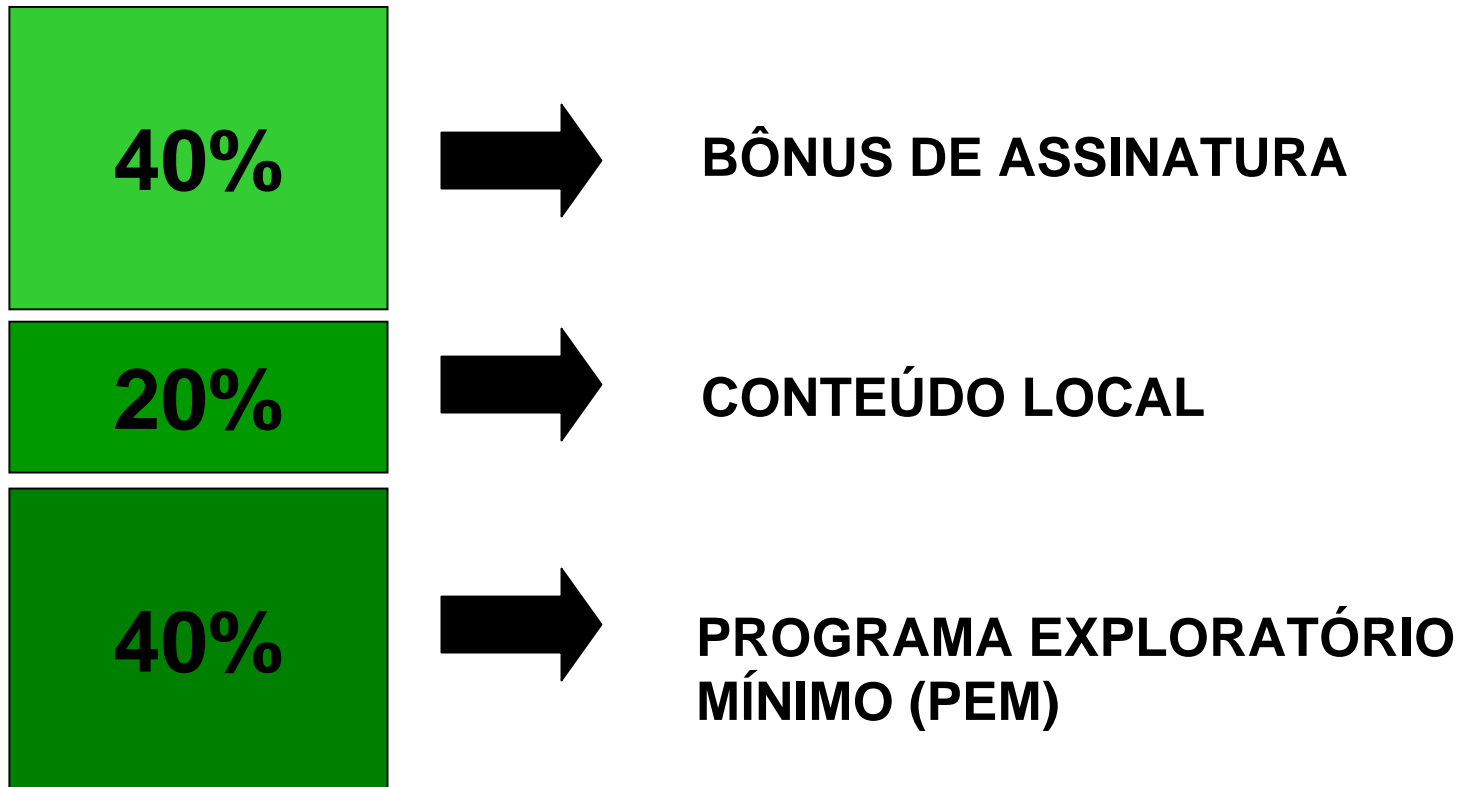 40%
BÔNUS DE ASSINATURA
20%
CONTEÚDO LOCAL
40%
PROGRAMA EXPLORATÓRIO
MÍNIMO (PEM)